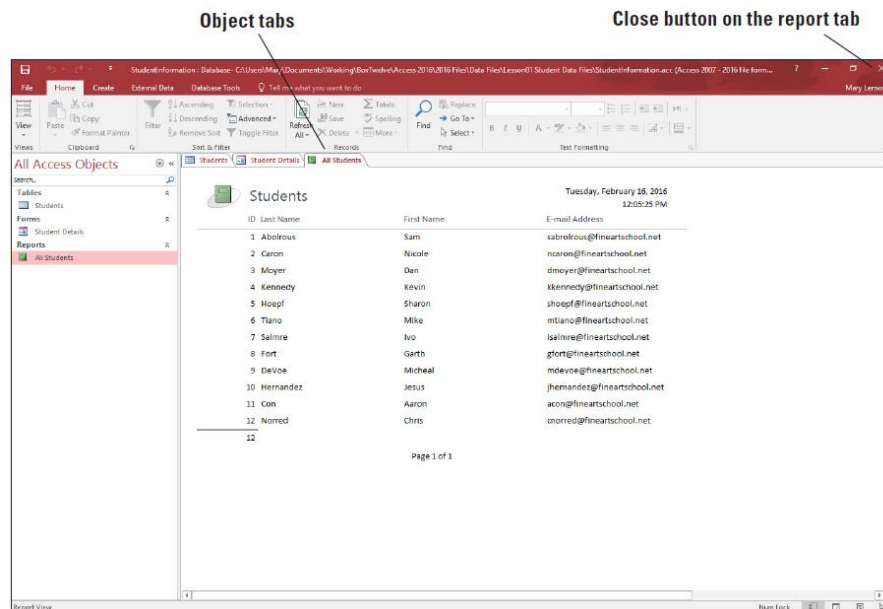 Object tabs
Close button on the report tab
StudentInformation : Database- C:\Users\Mary\Documents\Working\BoxTwelve\Access 2016\2016 Files\Data Files\Lesson01 Student Data Files\StudentInformation.acc (Access 2007 - 2016 file form...
?
File Home Create External Data Database Tools Tell me what you want to do
Mary Lemon
View
Paste
Cut
Copy
Format Painter
Filter
Ascending
Descending
Remove Sort
Selection
Advanced
Toggle Filter
Refresh All
New
Save
Delete
Totals
Spelling
More
Find
Replace
Go To
Select
B I U A
Views Clipboard Sort & Filter Records Find Text Formatting
All Access Objects
Search..
Tables
Students
Forms
Student Details
Reports
All Students
Students Student Details All Students
Students
Tuesday, February 16, 2016
12:05:25 PM
ID Last Name First Name E-mail Address
1 Abolrous Sam sabrolrous@fineartschool.net
2 Caron Nicole ncaron@fineartschool.net
3 Moyer Dan dmoyer@fineartschool.net
4 Kennedy Kevin kkennedy@fineartschool.net
5 Hoepf Sharon shoepf@fineartschool.net
6 Tiano Mike mtiano@fineartschool.net
7 Salmre Ivo isalmre@fineartschool.net
8 Fort Garth gfort@fineartschool.net
9 DeVoe Micheal mdevoe@fineartschool.net
10 Hernandez Jesus jhernandez@fineartschool.net
11 Con Aaron acon@fineartschool.net
12 Norred Chris cnorred@fineartschool.net
12
Page 1 of 1
Report View
Num Lock